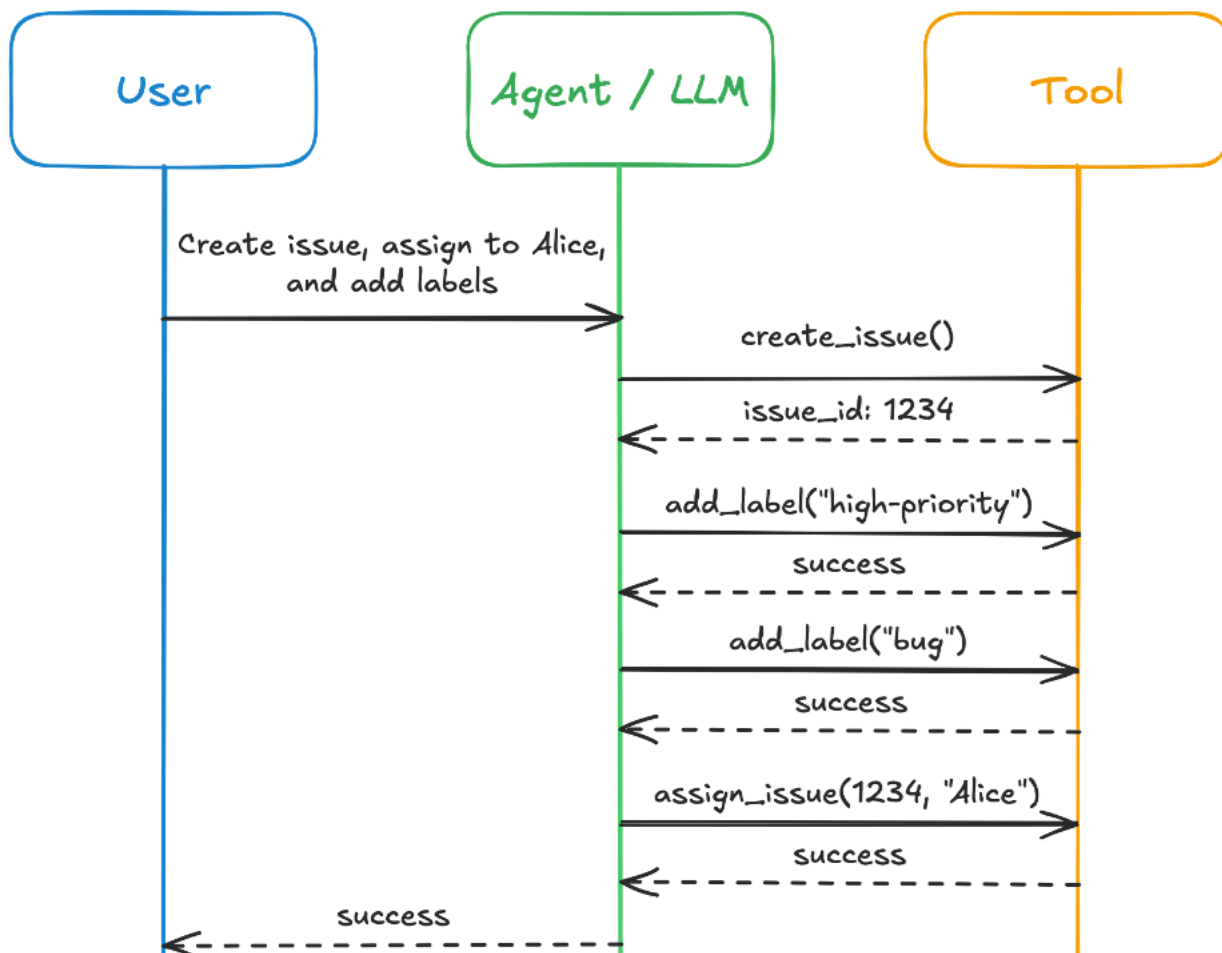 User
Agent / LLM
Tool
Create issue, assign to Alice,
and add labels
create_issue()
issue_id: 1234
add_label("high-priority")
success
add_label("bug")
success
assign_issue(1234, "Alice")
success
success